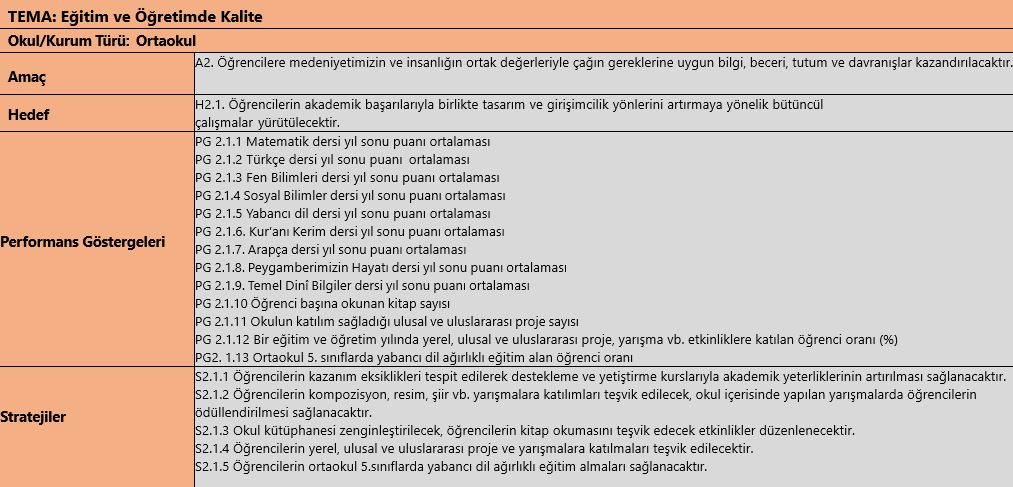 TEMA: Eğitim ve Öğretimde Kalite
Okul/Kurum Türü: Ortaokul
Amaç
A2. Öğrencilere medeniyetimizin ve insanlığın ortak değerleriyle çağın gereklerine uygun bilgi, beceri, tutum ve davranışlar kazandırılacaktır.
Hedef
H2.1. Öğrencilerin akademik başarılarıyla birlikte tasarım ve girişimcilik yönlerini artırmaya yönelik bütüncül
çalışmalar yürütülecektir.
Performans Göstergeleri
PG 2.1.1 Matematik dersi yıl sonu puanı ortalaması
PG 2.1.2 Türkçe dersi yıl sonu puanı ortalaması
PG 2.1.3 Fen Bilimleri dersi yıl sonu puanı ortalaması
PG 2.1.4 Sosyal Bilimler dersi yıl sonu puanı ortalaması
PG 2.1.5 Yabancı dil dersi yıl sonu puanı ortalaması
PG 2.1.6. Kur’anı Kerim dersi yıl sonu puanı ortalaması
PG 2.1.7. Arapça dersi yıl sonu puanı ortalaması
PG 2.1.8. Peygamberimizin Hayatı dersi yıl sonu puanı ortalaması
PG 2.1.9. Temel Dinî Bilgiler dersi yıl sonu puanı ortalaması
PG 2.1.10 Öğrenci başına okunan kitap sayısı
PG 2.1.11 Okulun katılım sağladığı ulusal ve uluslararası proje sayısı
PG 2.1.12 Bir eğitim ve öğretim yılında yerel, ulusal ve uluslararası proje, yarışma vb. etkinliklere katılan öğrenci oranı (%)
PG2. 1.13 Ortaokul 5. sınıflarda yabancı dil ağırlıklı eğitim alan öğrenci oranı
Stratejiler
S2.1.1 Öğrencilerin kazanım eksiklikleri tespit edilerek destekleme ve yetiştirme kurslarıyla akademik yeterliklerinin artırılması sağlanacaktır.
S2.1.2 Öğrencilerin kompozisyon, resim, şiir vb. yarışmalara katılımları teşvik edilecek, okul içerisinde yapılan yarışmalarda öğrencilerin
ödüllendirilmesi sağlanacaktır.
S2.1.3 Okul kütüphanesi zenginleştirilecek, öğrencilerin kitap okumasını teşvik edecek etkinlikler düzenlenecektir.
S2.1.4 Öğrencilerin yerel, ulusal ve uluslararası proje ve yarışmalara katılmaları teşvik edilecektir.
S2.1.5 Öğrencilerin ortaokul 5.sınıflarda yabancı dil ağırlıklı eğitim almaları sağlanacaktır.